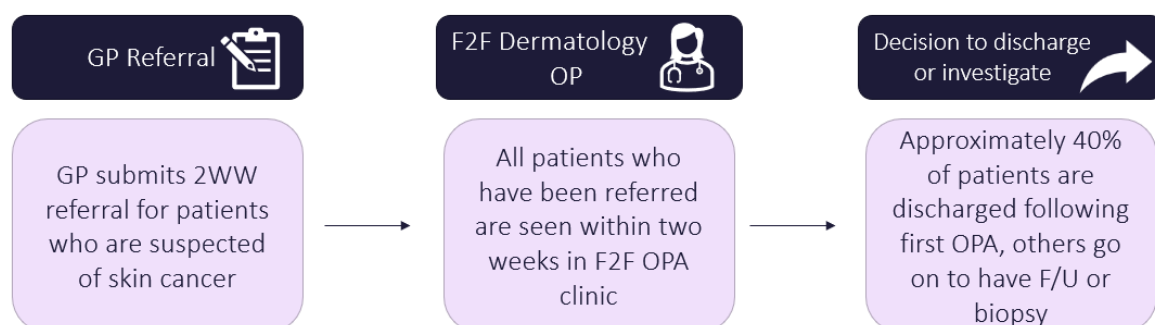 GP Referral
GP submits 2WW
referral for patients
who are suspected
of skin cancer
F2F Dermatology
OP
All patients who
have been referred
are seen within two
weeks in F2F OPA
clinic
Decision to discharge
or investigate
Approximately 40%
of patients are
discharged following
first OPA, others go
on to have F/U or
biopsy